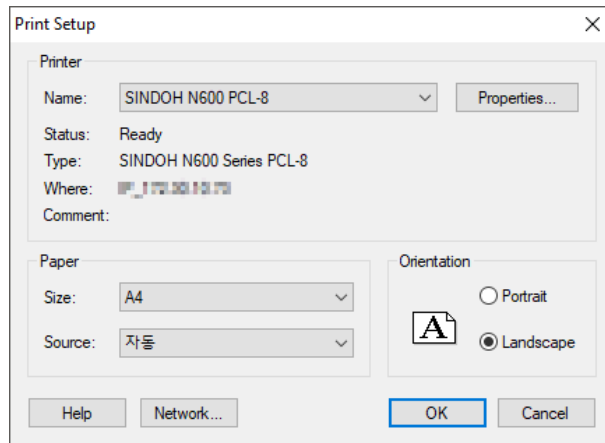 Print Setup
Printer
Name: SINDOH N600 PCL-8 Properties...
Status: Ready
Type: SINDOH N600 Series PCL-8
Where:
Comment:
Paper
Size: A4
Source: 자동
Orientation
Portrait
A Landscape
Help Network... OK Cancel